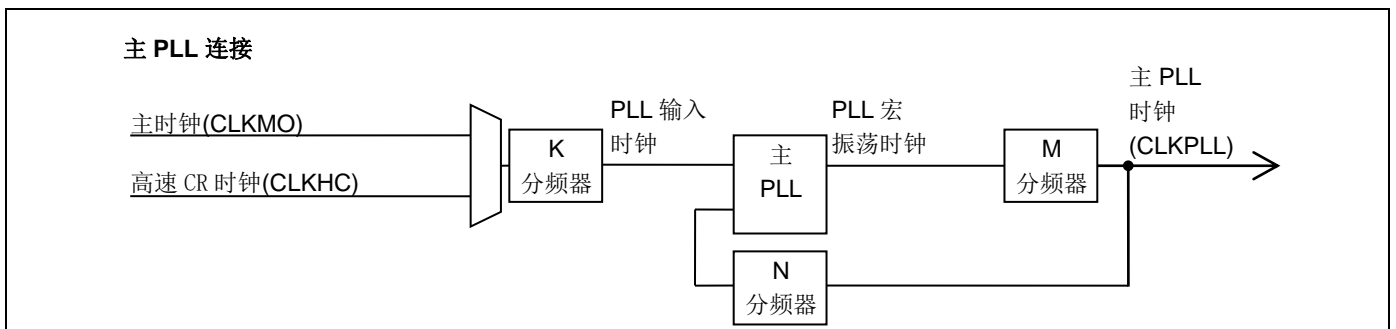 主 PLL 连接
主时钟(CLKMO)
高速 CR 时钟(CLKHC)
K
分频器
PLL 输入
时钟
主
PLL
PLL 宏
振荡时钟
M
分频器
主 PLL
时钟
(CLKPLL)
N
分频器